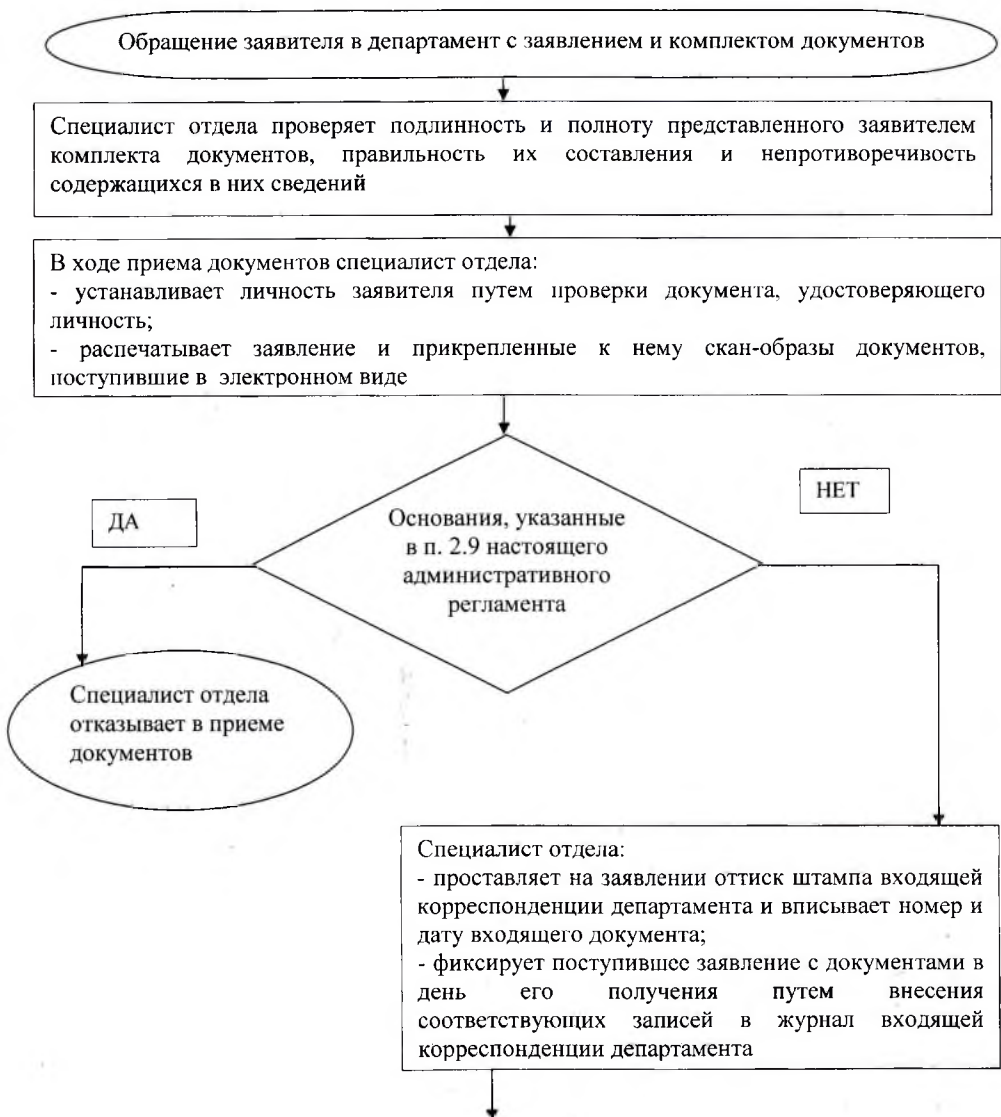 Обращение заявителя в департамент с заявлением и комплектом документов
Специалист отдела проверяет подлинность и полноту представленного заявителем
комплекта документов, правильность их составления и непротиворечивость
содержащихся в них сведений
В ходе приема документов специалист отдела:
- устанавливает личность заявителя путем проверки документа, удостоверяющего
личность;
- распечатывает заявление и прикрепленные к нему скан-образы документов,
поступившие в электронном виде
ДА
НЕТ
Основания, указанные
в п. 2.9 настоящего
административного
регламента
Специалист отдела
отказывает в приеме
документов
Специалист отдела:
- проставляет на заявлении оттиск штампа входящей
корреспонденции департамента и вписывает номер и
дату входящего документа;
- фиксирует поступившее заявление с документами в
день его получения путем внесения
соответствующих записей в журнал входящей
корреспонденции департамента